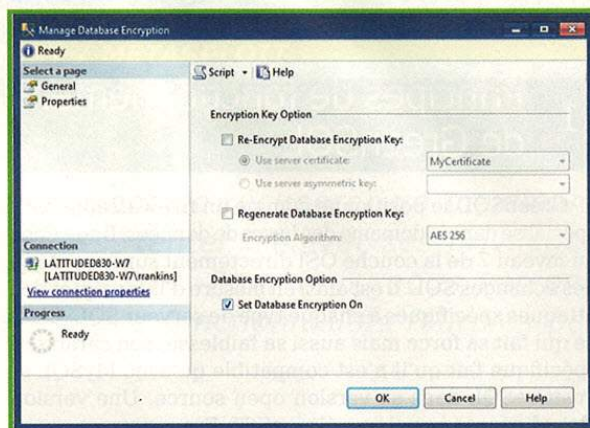 Manage Database Encryption
Ready
Select a page
General
Properties
Script
Help
Encryption Key Option
Re-Encrypt Database Encryption Key:
Use server certificate:
MyCertificate
Use server asymmetric key:
Regenerate Database Encryption Key:
Encryption Algorithm:
AES 256
Database Encryption Option
Set Database Encryption On
Connection
LATITUDED830-W7
[LATITUDED830-W7\rrankins]
View connection properties
Progress
Ready
OK
Cancel
Help